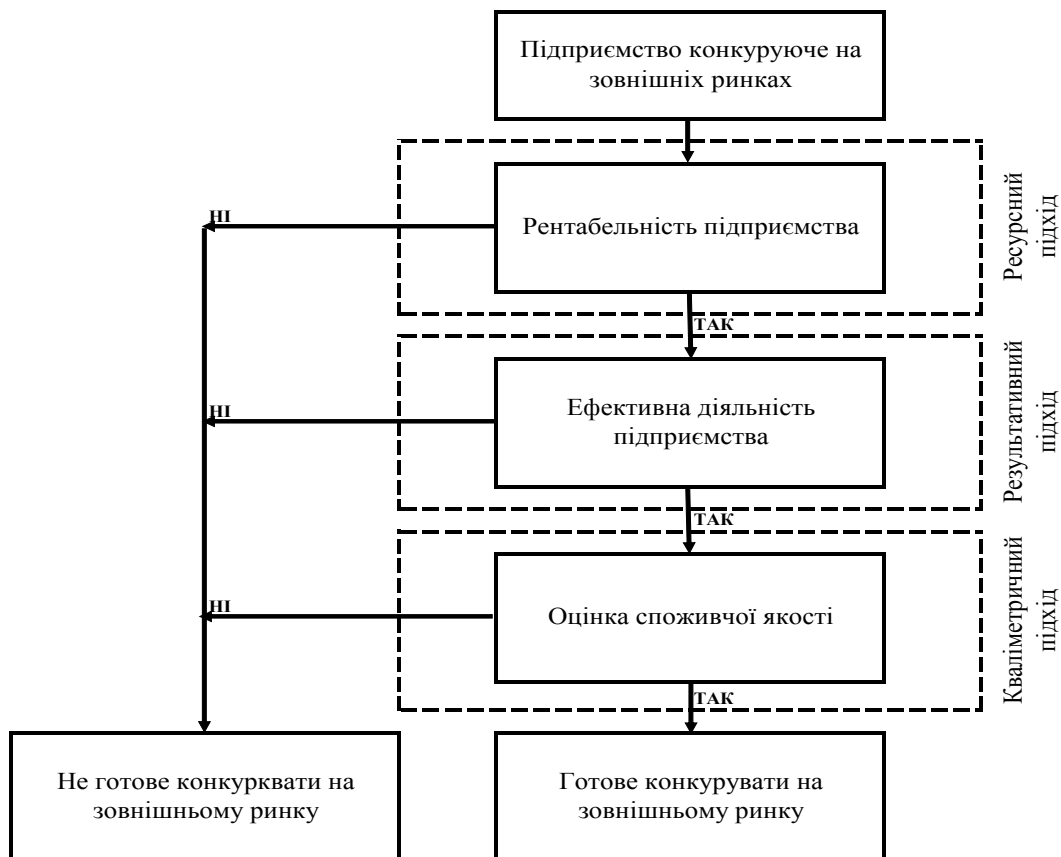 Підприємство конкуруюче на
зовнішніх ринках
НІ
Рентабельність підприємства
Ресурсний
підхід
ТАК
НІ
Ефективна діяльність
підприємства
Результативний
підхід
ТАК
НІ
Оцінка споживчої якості
Кваліметричний
підхід
ТАК
Не готове конкурквати на
зовнішньому ринку
Готове конкурувати на
зовнішньому ринку